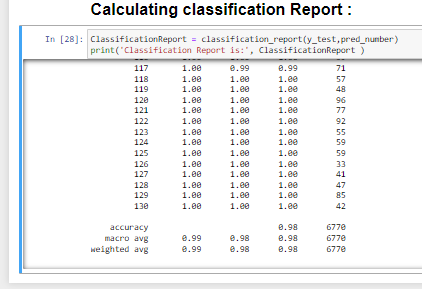 Calculating classification Report :
In [28]: ClassificationReport = classification_report(y_test,pred_number)
print('Classification Report is:', ClassificationReport )
117 1.00 0.99 0.99 71
118 1.00 1.00 1.00 57
119 1.00 1.00 1.00 48
120 1.00 1.00 1.00 96
121 1.00 1.00 1.00 77
122 1.00 1.00 1.00 92
123 1.00 1.00 1.00 55
124 1.00 1.00 1.00 59
125 1.00 1.00 1.00 59
126 1.00 1.00 1.00 33
127 1.00 1.00 1.00 41
128 1.00 1.00 1.00 47
129 1.00 1.00 1.00 85
130 1.00 1.00 1.00 42
accuracy 0.98 6770
macro avg 0.99 0.98 0.98 6770
weighted avg 0.99 0.98 0.98 6770